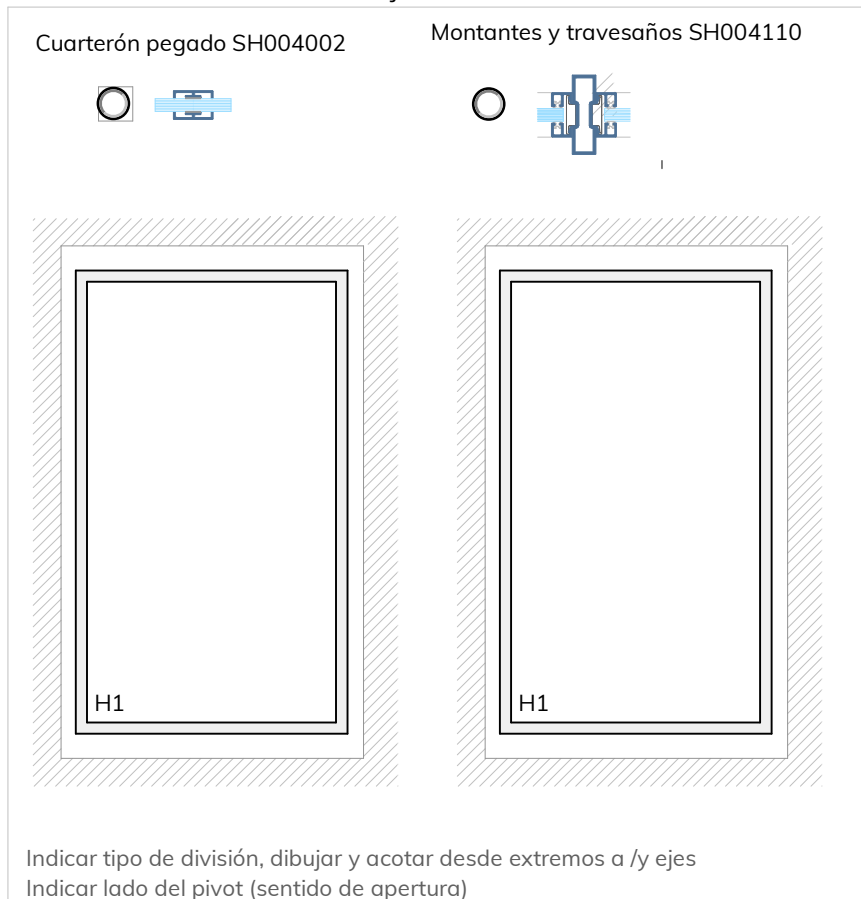 Cuarterón pegado SH004002
Montantes y travesaños SH004110
H1
H1
Indicar tipo de división, dibujar y acotar desde extremos a /y ejes
Indicar lado del pivot (sentido de apertura)